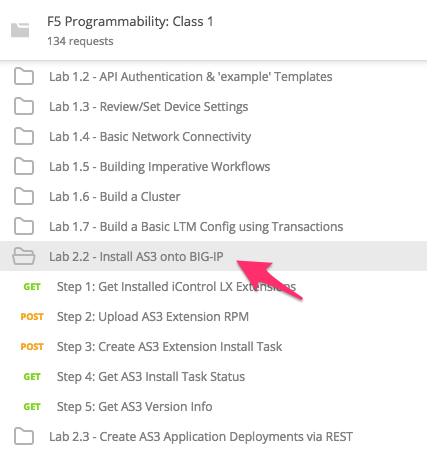 F5 Programmability: Class 1
134 requests
Lab 1.2 - API Authentication & 'example' Templates
Lab 1.3 - Review/Set Device Settings
Lab 1.4 - Basic Network Connectivity
Lab 1.5 - Building Imperative Workflows
Lab 1.6 - Build a Cluster
Lab 1.7 - Build a Basic LTM Config using Transactions
Lab 2.2 - Install AS3 onto BIG-IP
GET Step 1: Get Installed iControl LX Extensions
POST Step 2: Upload AS3 Extension RPM
POST Step 3: Create AS3 Extension Install Task
GET Step 4: Get AS3 Install Task Status
GET Step 5: Get AS3 Version Info
Lab 2.3 - Create AS3 Application Deployments via REST